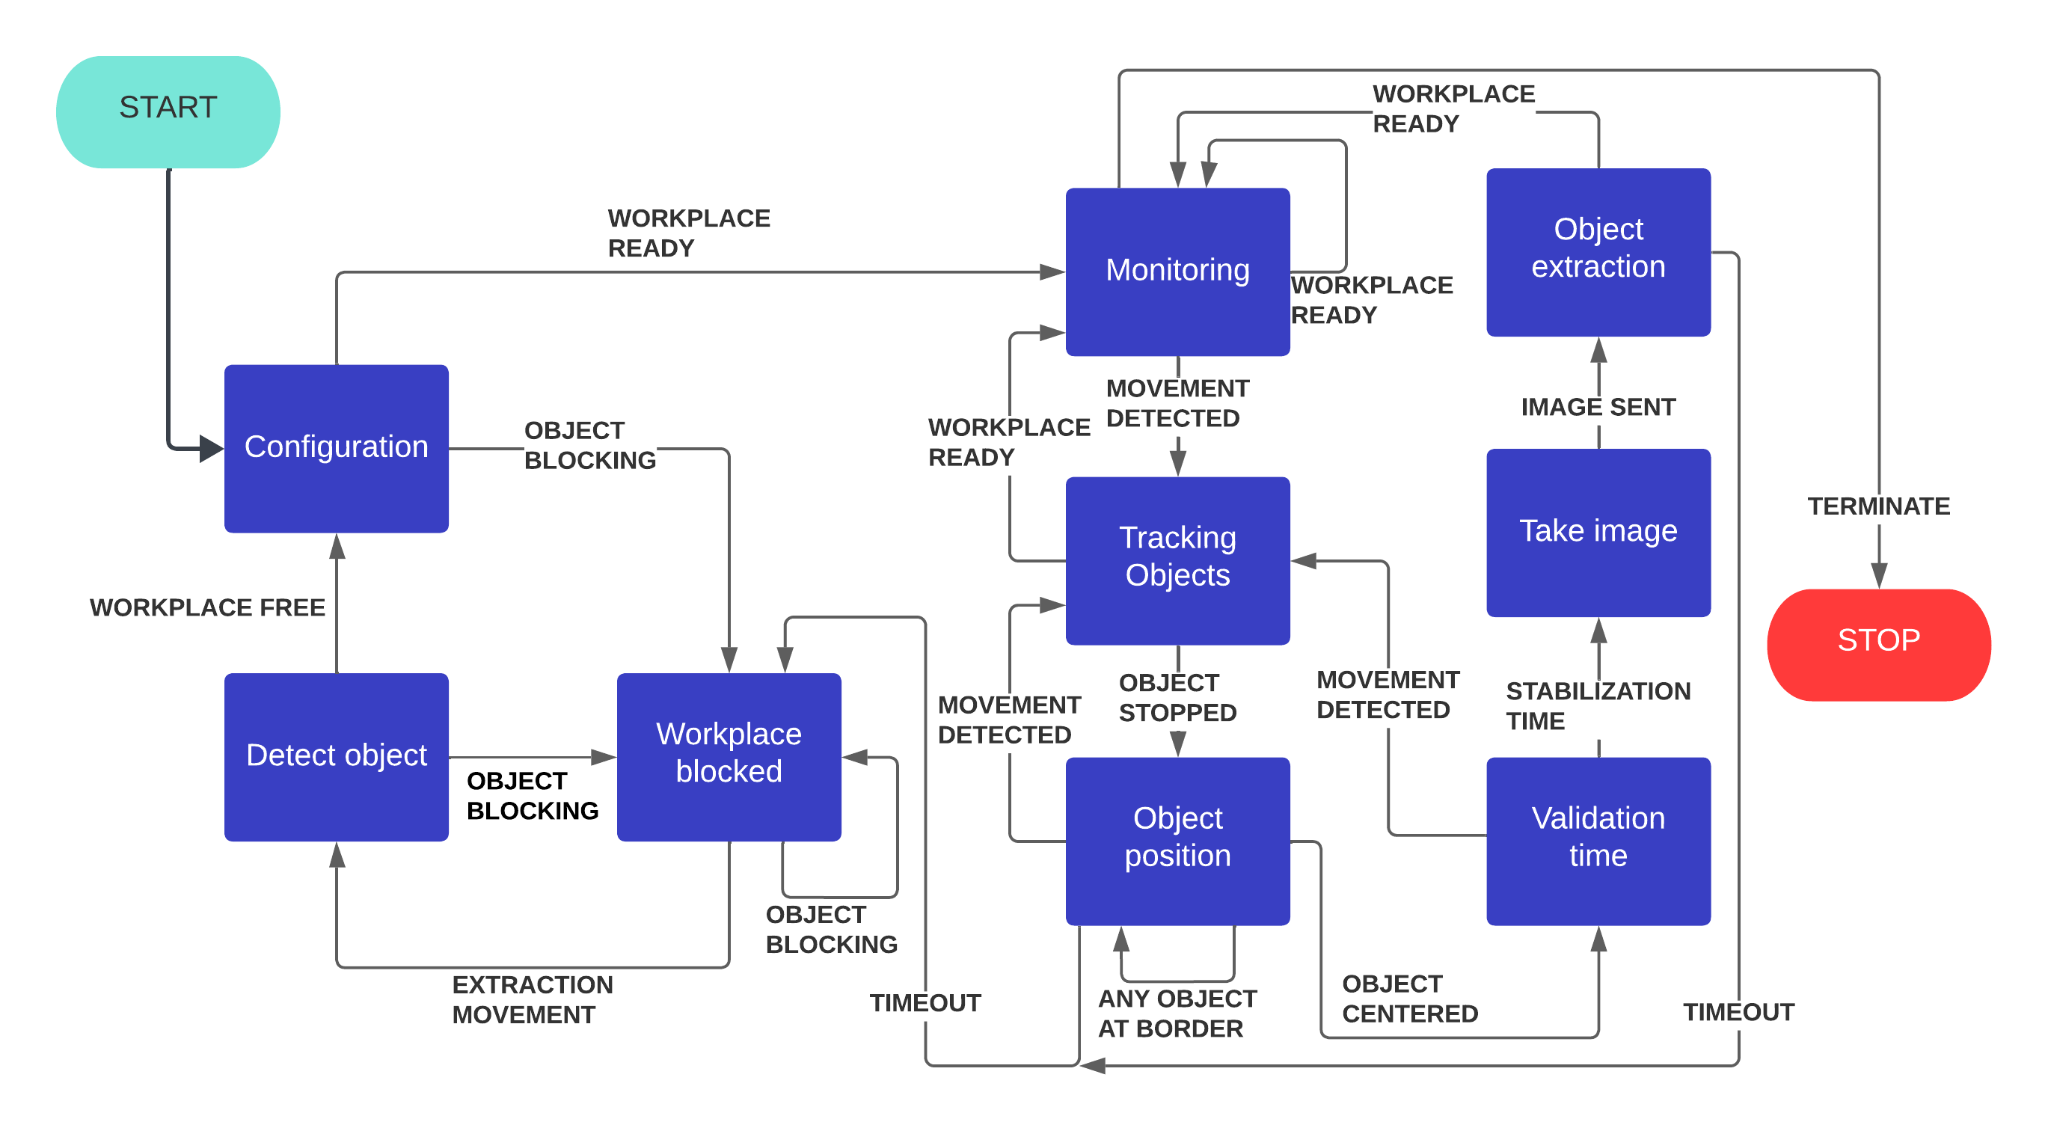 START
WORKPLACE
READY
WORKPLACE
READY
Object
extraction
Monitoring
WORKPLACE
READY
MOVEMENT
DETECTED
IMAGE SENT
WORKPLACE
READY
Configuration
OBJECT
BLOCKING
TERMINATE
Tracking
Objects
Take image
WORKPLACE FREE
STOP
OBJECT
STOPPED
MOVEMENT
DETECTED
STABILIZATION
TIME
MOVEMENT
DETECTED
Detect object
Workplace
blocked
OBJECT
BLOCKING
Object
position
Validation
time
OBJECT
BLOCKING
EXTRACTION
MOVEMENT
TIMEOUT
ANY OBJECT
AT BORDER
OBJECT
CENTERED
TIMEOUT